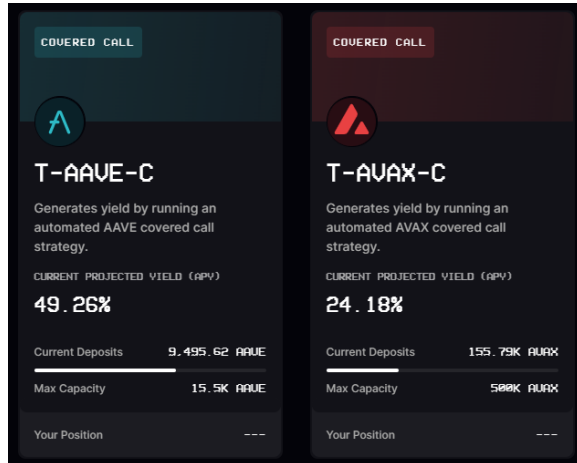 COVERED CALL
T-AAVE-C
Generates yield by running an
automated AAVE covered call
strategy.
CURRENT PROJECTED YIELD (APY)
49.26%
Current Deposits 9,495.62 AAVE
Max Capacity 15.5K AAVE
Your Position ---
COVERED CALL
T-AVAX-C
Generates yield by running an
automated AVAX covered call
strategy.
CURRENT PROJECTED YIELD (APY)
24.18%
Current Deposits 155.79K AVAX
Max Capacity 500K AVAX
Your Position ---